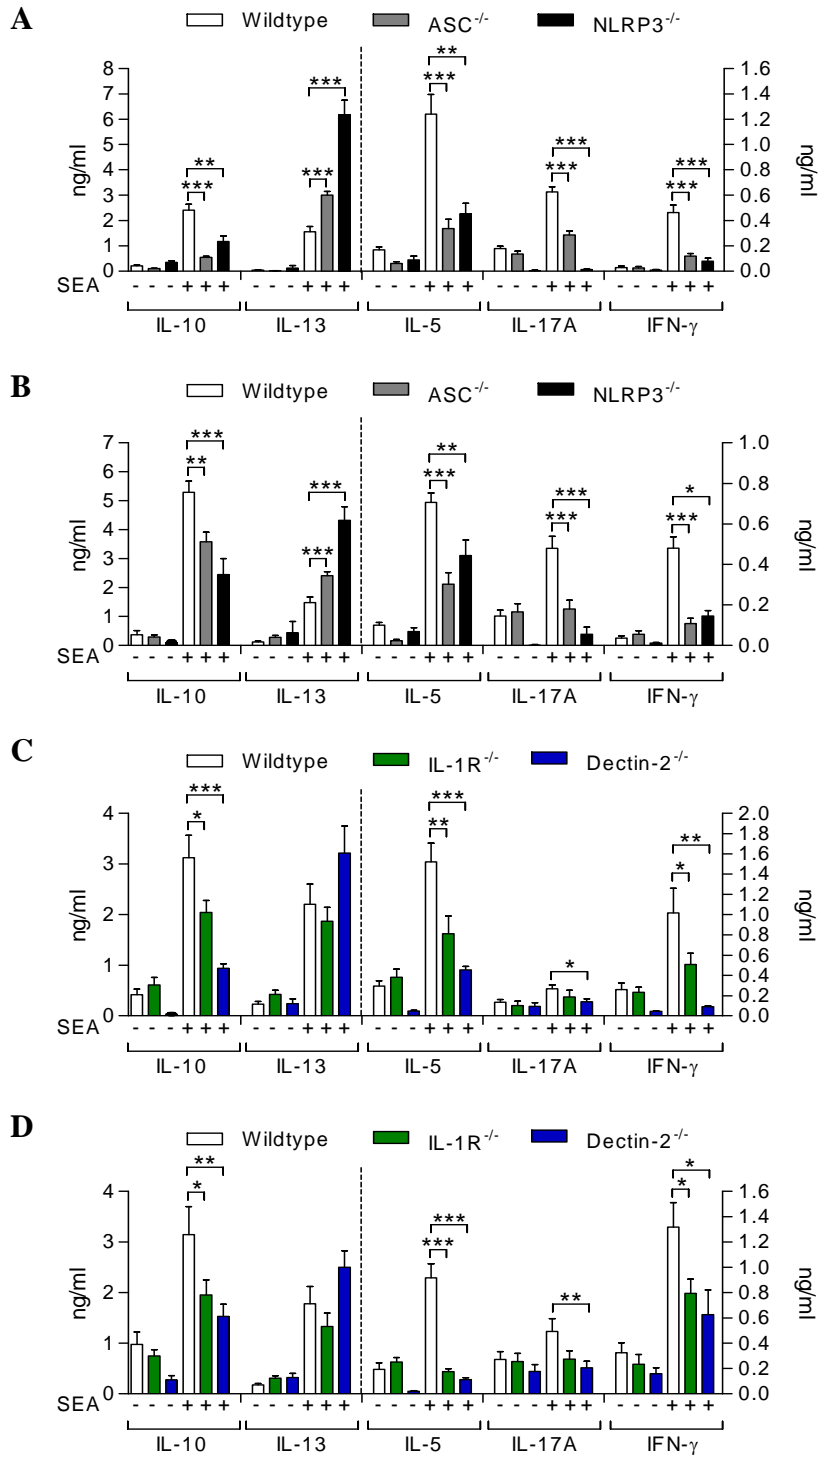 A
Wildtype ASC-/- NLRP3-/-
ng/ml
8
7
6
5
4
3
2
1
0
*** ** *** *** *** ** *** *** *** ***
1.6
1.4
1.2
1.0
0.8
0.6
0.4
0.2
0.0
ng/ml
SEA - - - + + + - - - + + + - - - + + + - - - + + + - - - + + +
IL-10 IL-13 IL-5 IL-17A IFN-γ
B
Wildtype ASC-/- NLRP3-/-
ng/ml
7
6
5
4
3
2
1
0
** *** *** *** *** ** *** *** *** *
1.0
0.8
0.6
0.4
0.2
0.0
ng/ml
SEA - - - + + + - - - + + + - - - + + + - - - + + + - - - + + +
IL-10 IL-13 IL-5 IL-17A IFN-γ
C
Wildtype IL-1R-/- Dectin-2-/-
ng/ml
4
3
2
1
0
* *** ** *** * * **
2.0
1.8
1.6
1.4
1.2
1.0
0.8
0.6
0.4
0.2
0.0
ng/ml
SEA - - - + + + - - - + + + - - - + + + - - - + + + - - - + + +
IL-10 IL-13 IL-5 IL-17A IFN-γ
D
Wildtype IL-1R-/- Dectin-2-/-
ng/ml
4
3
2
1
0
* ** *** *** ** * *
1.6
1.4
1.2
1.0
0.8
0.6
0.4
0.2
0.0
ng/ml
SEA - - - + + + - - - + + + - - - + + + - - - + + + - - - + + +
IL-10 IL-13 IL-5 IL-17A IFN-γ